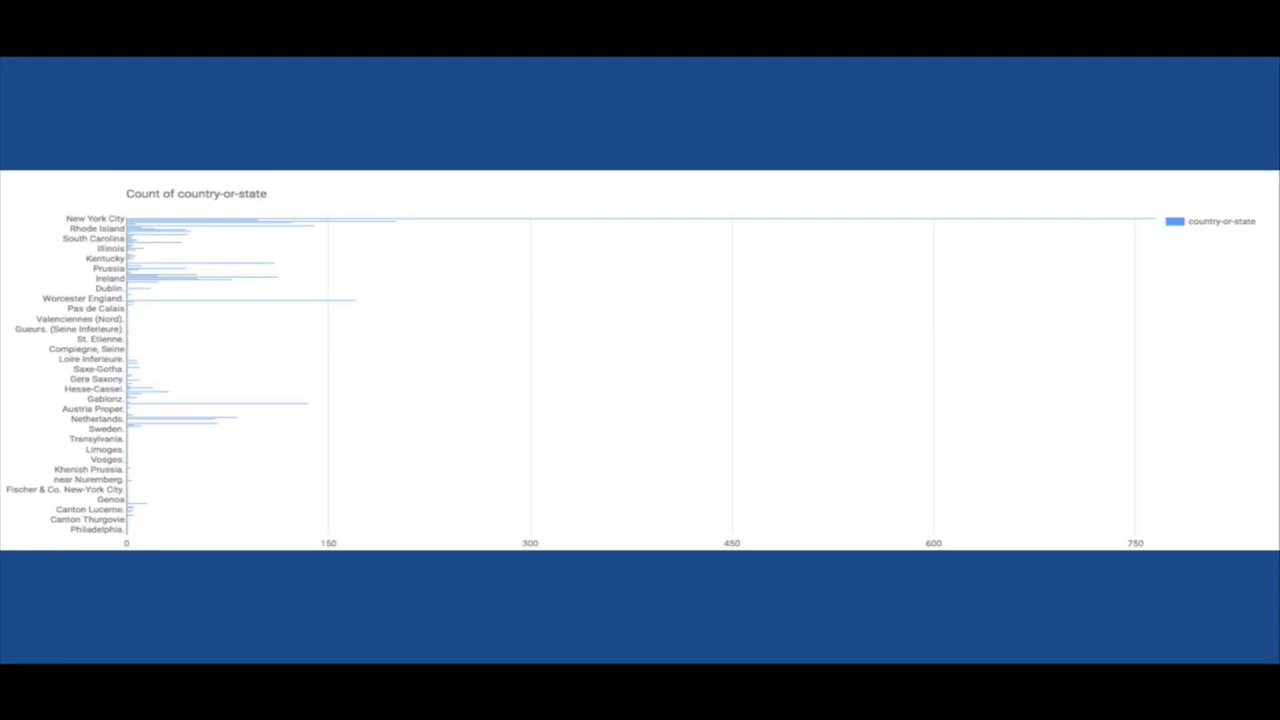 Count of country-or-state
New York City
country-or-state
Rhode Island
South Carolina
Illinois
Kentucky
Prussia
Ireland
Dublin.
Worcester England.
Pas de Calais
Valenciennes (Nord).
Gueurs. (Seine Inferieure).
St. Etienne.
Compiegne, Seine
Loire Inferieure.
Saxe-Gotha.
Gera Saxony.
Hesse-Cassel.
Gablonz.
Austria Proper.
Netherlands.
Sweden.
Transylvania.
Limoges.
Vosges.
Khenish Prussia.
near Nuremberg.
Fischer & Co. New-York City.
Genoa
Canton Lucerne.
Canton Thurgovie
Philadelphia.
0 150 300 450 600 750